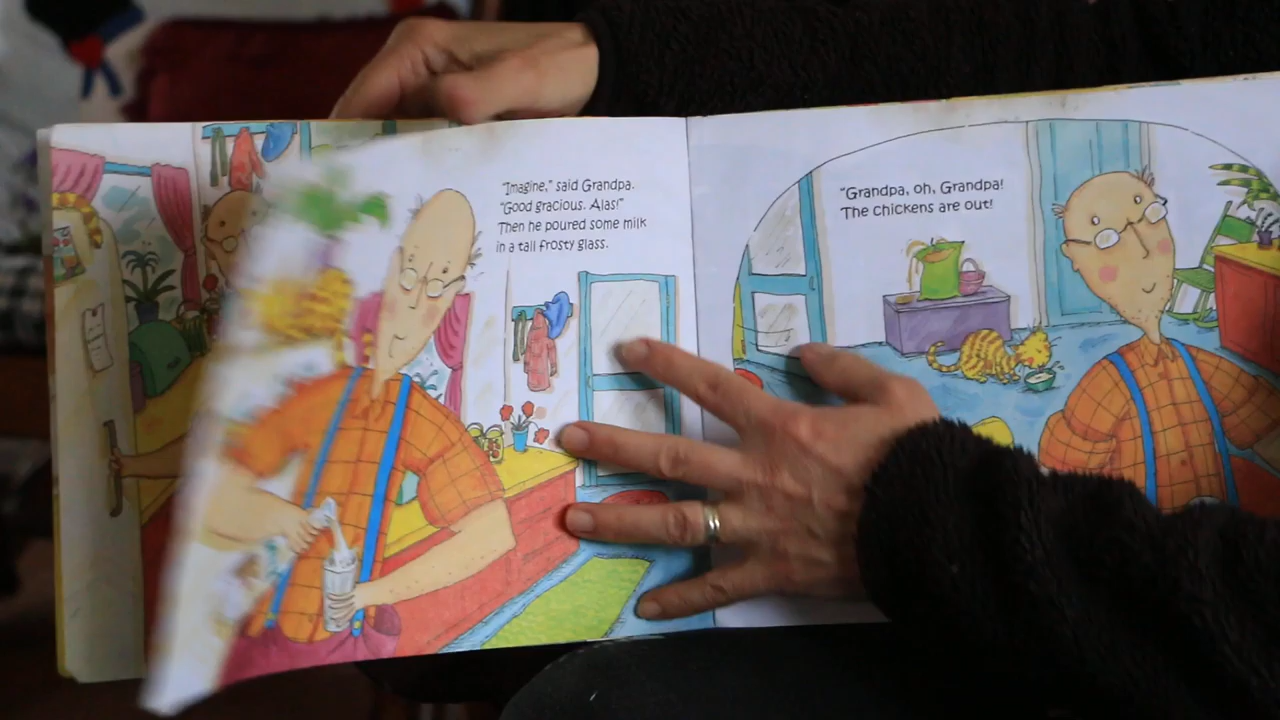 "Imagine," said Grandpa.
"Good gracious. Alas!"
Then he poured some milk
in a tall frosty glass.
"Grandpa, oh, Grandpa!
The chickens are out!